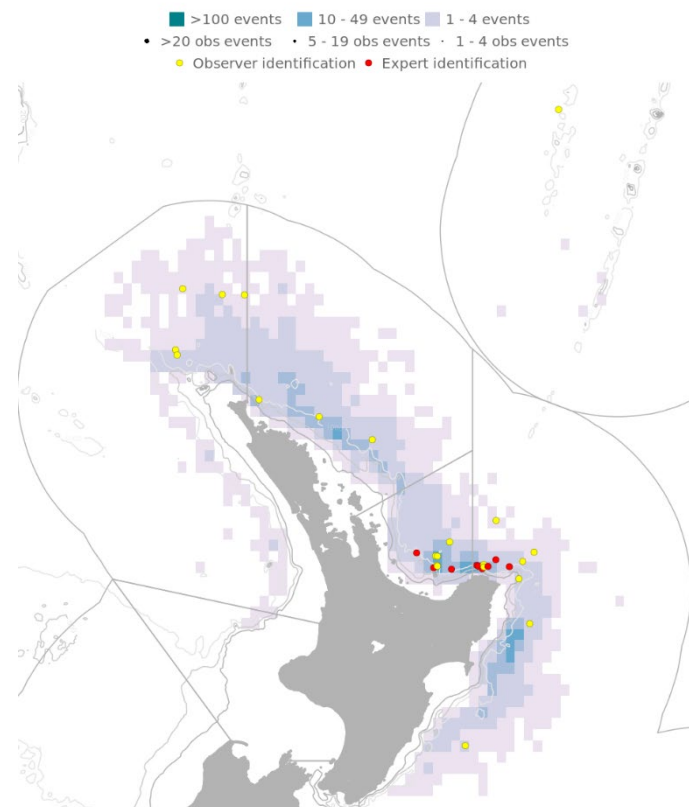 >100 events 10 - 49 events 1 - 4 events
>20 obs events 5 - 19 obs events 1 - 4 obs events
Observer identification Expert identification